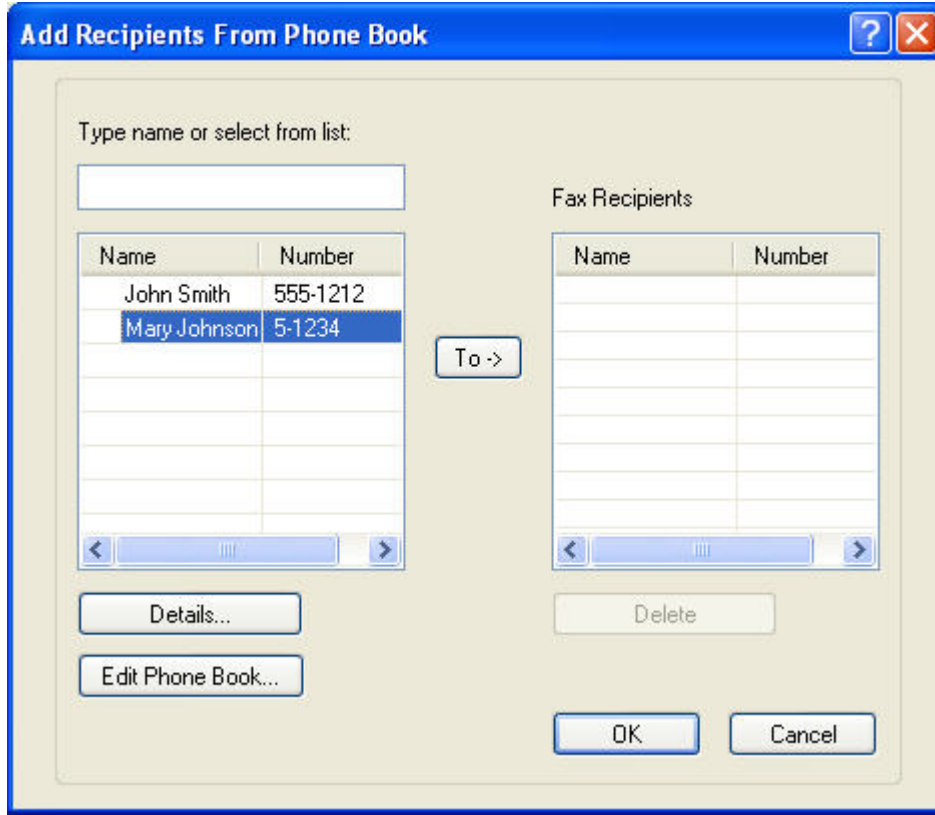 Add Recipients From Phone Book
Type name or select from list:
Name Number
John Smith 555-1212
Mary Johnson 5-1234
Details...
Edit Phone Book...
To ->
Fax Recipients
Name Number
Delete
OK Cancel